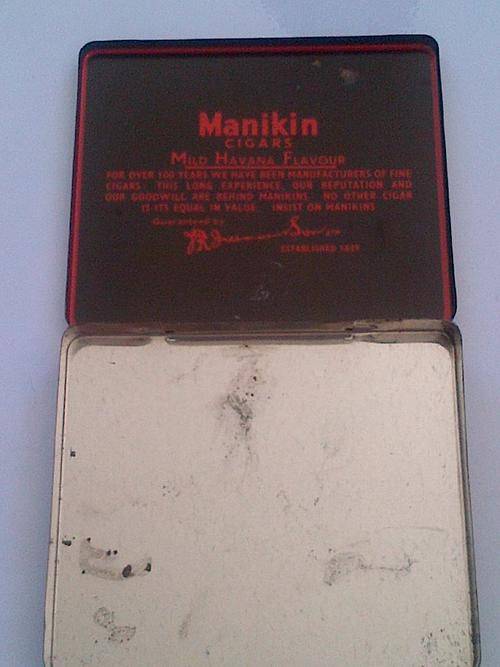 Manikin
CIGARS
MILD HAVANA FLAVOUR
FOR OVER 100 YEARS WE HAVE BEEN MANUFACTURERS OF FINE
CIGARS. THIS LONG EXPERIENCE, OUR REPUTATION AND
OUR GOODWILL ARE BEHIND MANIKINS. NO OTHER CIGAR
IS ITS EQUAL IN VALUE. INSIST ON MANIKINS
Guaranteed by
ESTABLISHED 1829